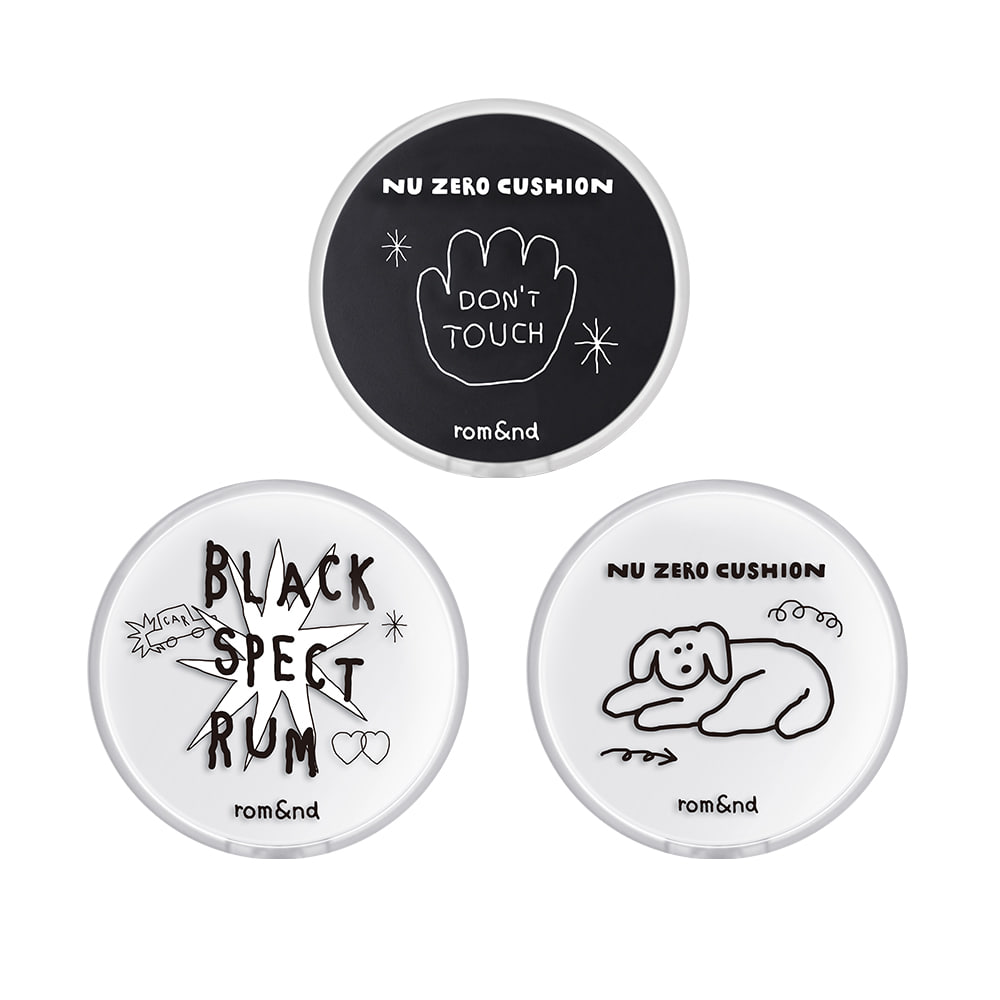 NU ZERO CUSHION
DON'T
TOUCH
rom&nd
BLACK
CAR
SPECT
RUM
rom&nd
NU ZERO CUSHION
rom&nd